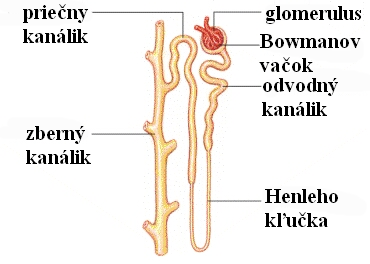 priečny
kanálik
glomerulus
Bowmanov
vačok
odvodný
kanálik
zberný
kanálik
Henleho
kľučka